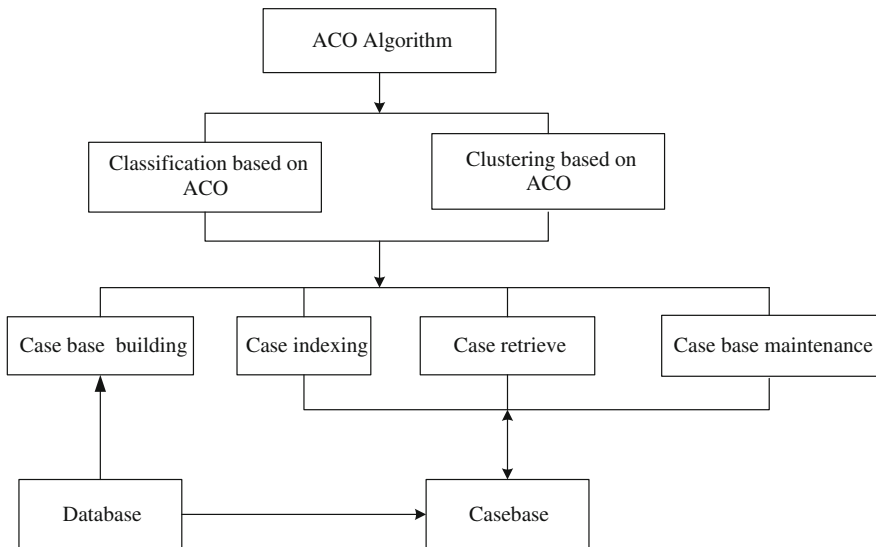 ACO Algorithm
Classification based on
ACO
Clustering based on
ACO
Case base building
Case indexing
Case retrieve
Case base maintenance
Database
Casebase